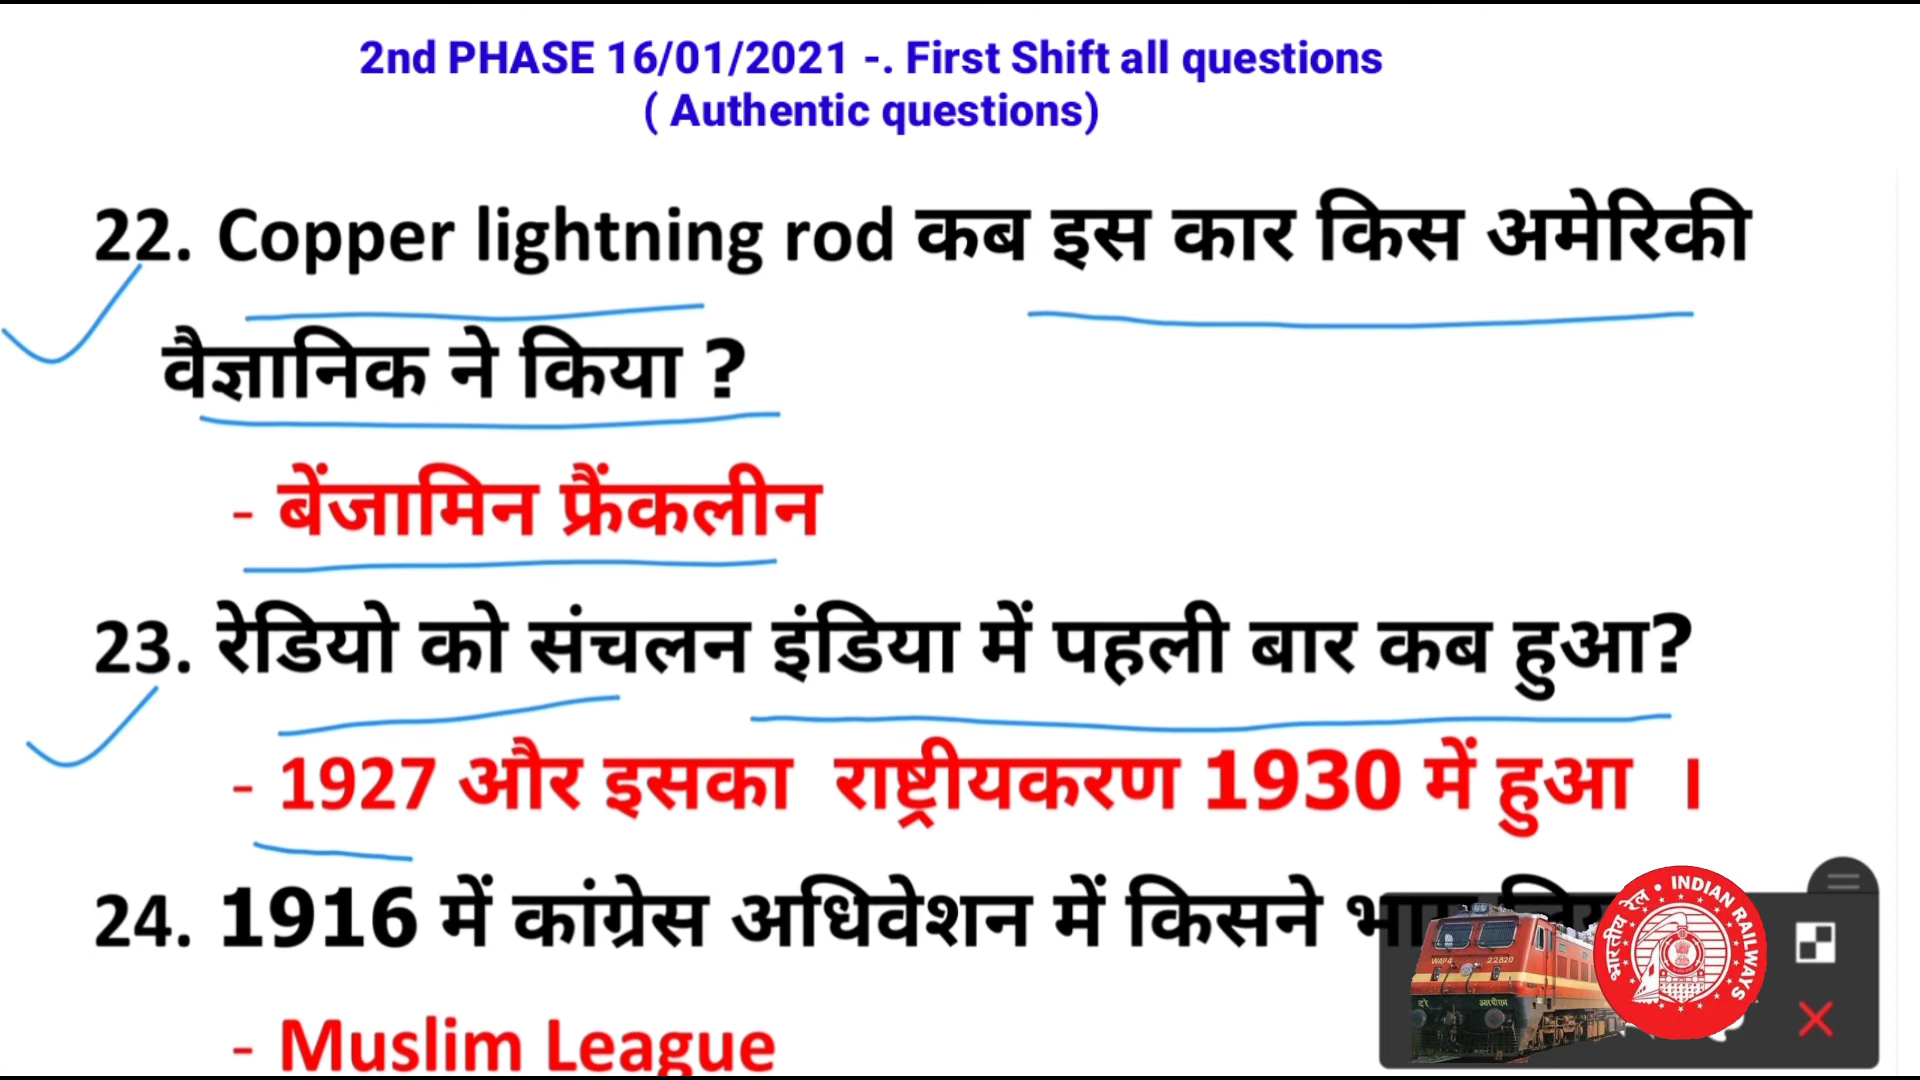 2nd PHASE 16/01/2021 -. First Shift all questions
( Authentic questions)
22. Copper lightning rod कब इस कार किस अमेरिकी
वैज्ञानिक ने किया ?
- बेंजामिन फ्रैंकलीन
23. रेडियो को संचलन इंडिया में पहली बार कब हुआ?
- 1927 और इसका राष्ट्रीयकरण 1930 में हुआ ।
24. 1916 में कांग्रेस अधिवेशन में किसने
- Muslim League
WAP4 22820
भारतीय रेल • INDIAN RAILWAYS